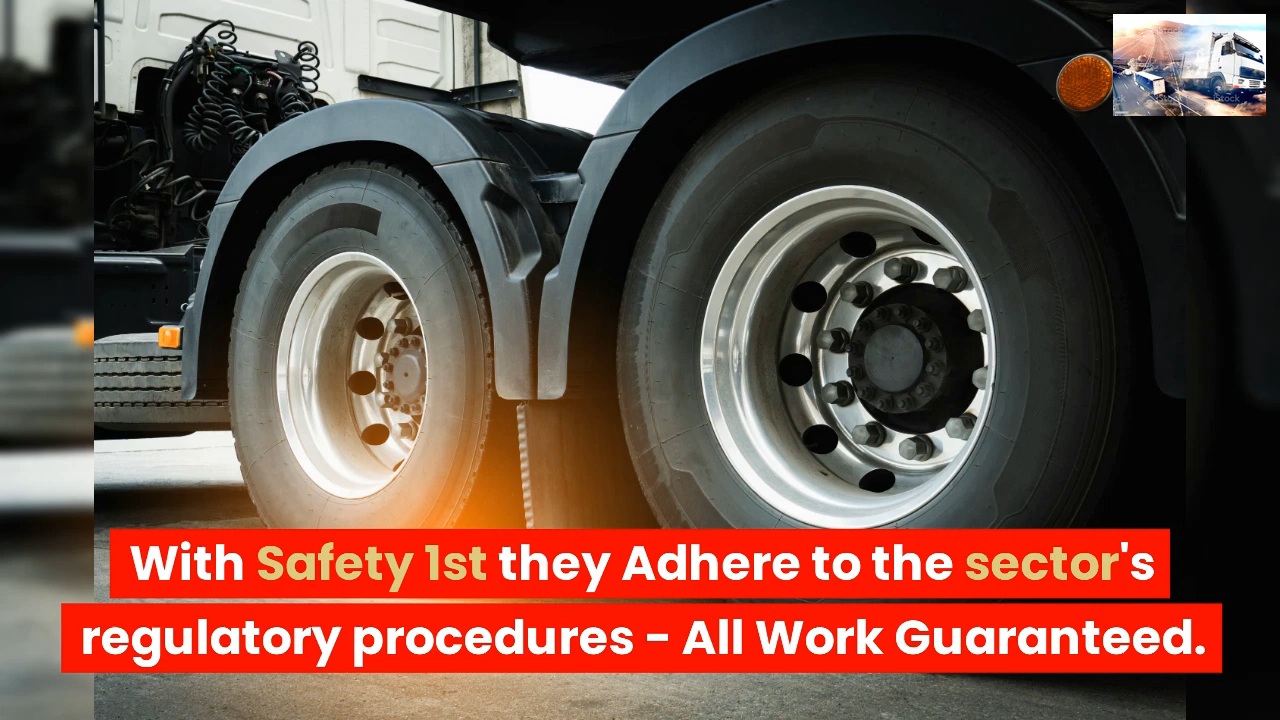 With Safety 1st they Adhere to the sector's
regulatory procedures - All Work Guaranteed.